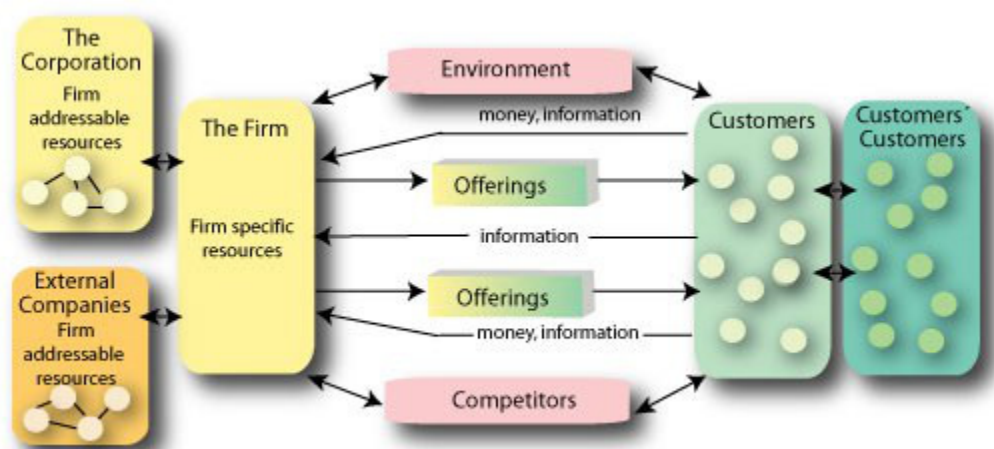 The
Corporation
Firm
addressable
resources
External
Companies
Firm
addressable
resources
The Firm
Firm specific
resources
Environment
money, information
Offerings
information
Offerings
money, information
Competitors
Customers
Customers´
Customers